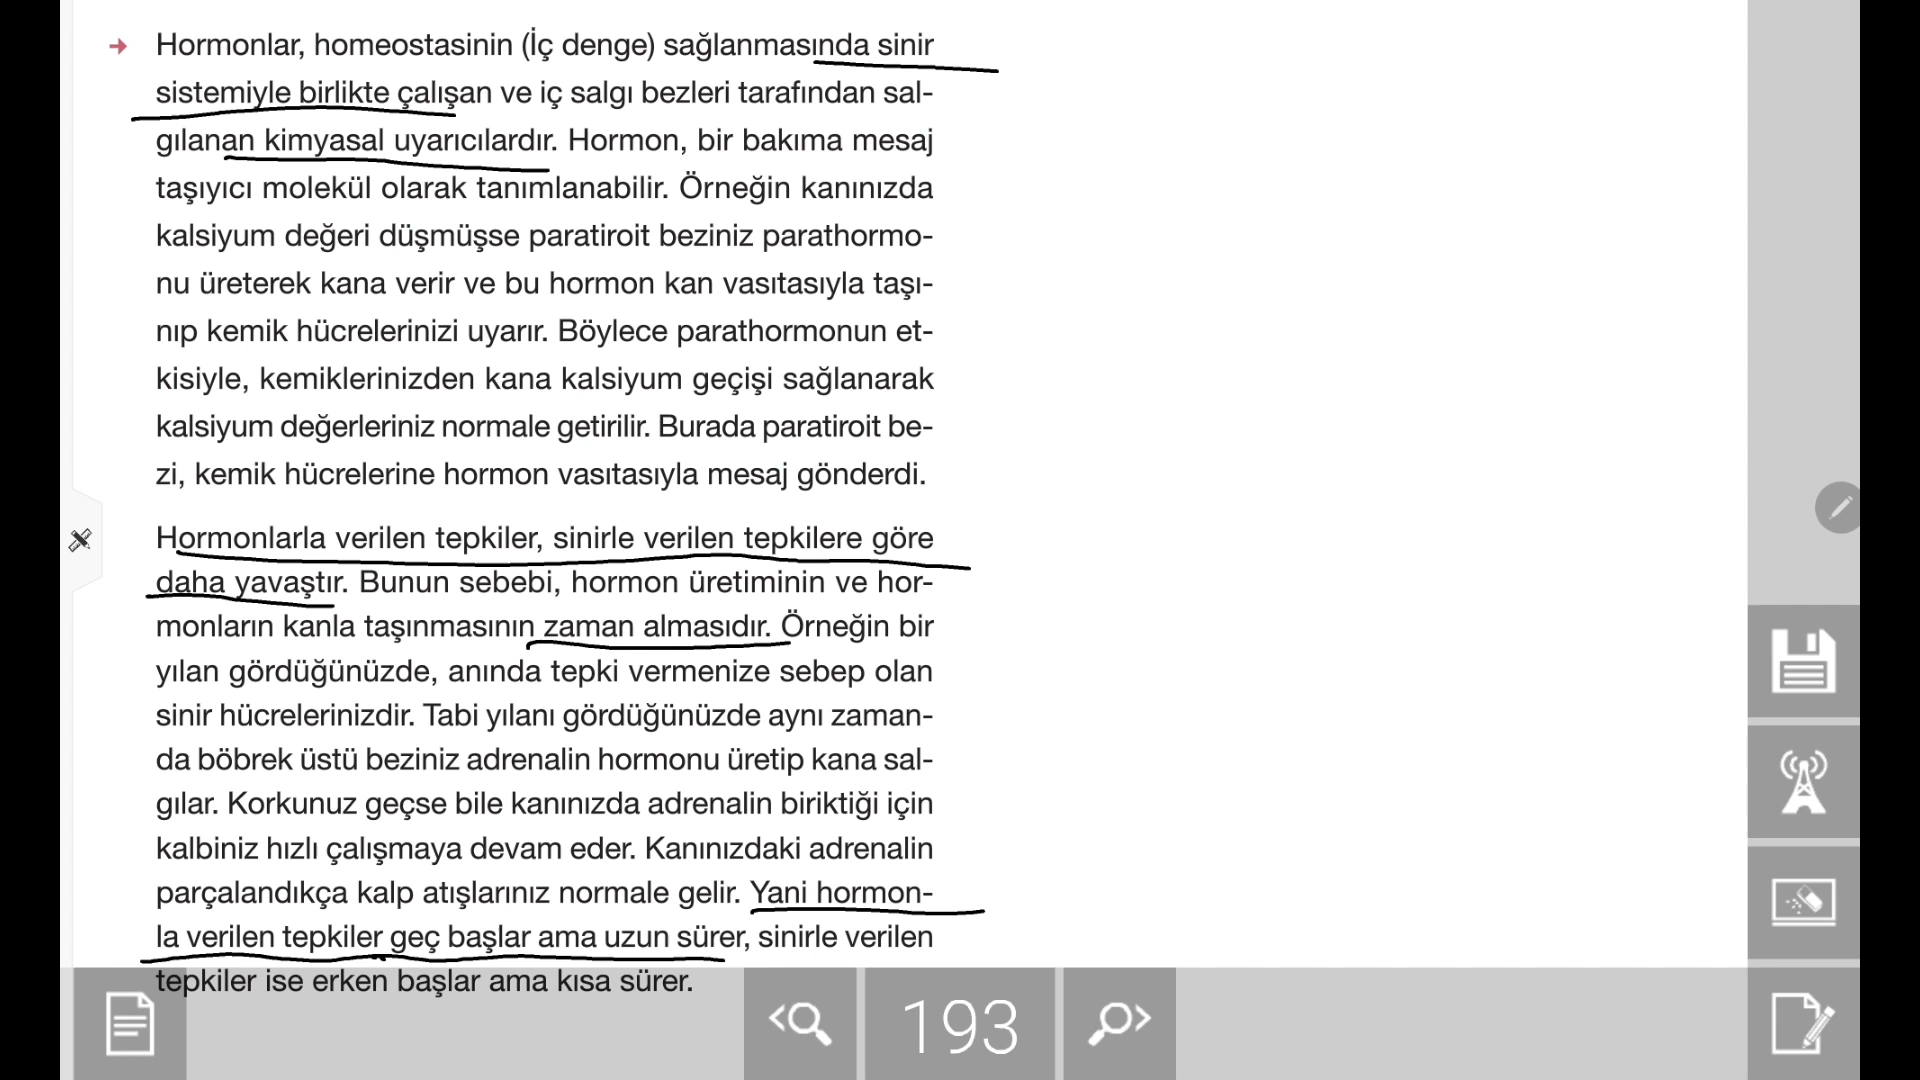 Hormonlar, homeostasinin (İç denge) sağlanmasında sinir
sistemiyle birlikte çalışan ve iç salgı bezleri tarafından sal-
gılanan kimyasal uyarıcılardır. Hormon, bir bakıma mesaj
taşıyıcı molekül olarak tanımlanabilir. Örneğin kanınızda
kalsiyum değeri düşmüşse paratiroit beziniz parathormo-
nu üreterek kana verir ve bu hormon kan vasıtasıyla taşı-
nıp kemik hücrelerinizi uyarır. Böylece parathormonun et-
kisiyle, kemiklerinizden kana kalsiyum geçişi sağlanarak
kalsiyum değerleriniz normale getirilir. Burada paratiroit be-
zi, kemik hücrelerine hormon vasıtasıyla mesaj gönderdi.
Hormonlarla verilen tepkiler, sinirle verilen tepkilere göre
daha yavaştır. Bunun sebebi, hormon üretiminin ve hor-
monların kanla taşınmasının zaman almasıdır. Örneğin bir
yılan gördüğünüzde, anında tepki vermenize sebep olan
sinir hücrelerinizdir. Tabi yılanı gördüğünüzde aynı zaman-
da böbrek üstü beziniz adrenalin hormonu üretip kana sal-
gılar. Korkunuz geçse bile kanınızda adrenalin biriktiği için
kalbiniz hızlı çalışmaya devam eder. Kanınızdaki adrenalin
parçalandıkça kalp atışlarınız normale gelir. Yani hormon-
la verilen tepkiler geç başlar ama uzun sürer, sinirle verilen
tepkiler ise erken başlar ama kısa sürer.
193